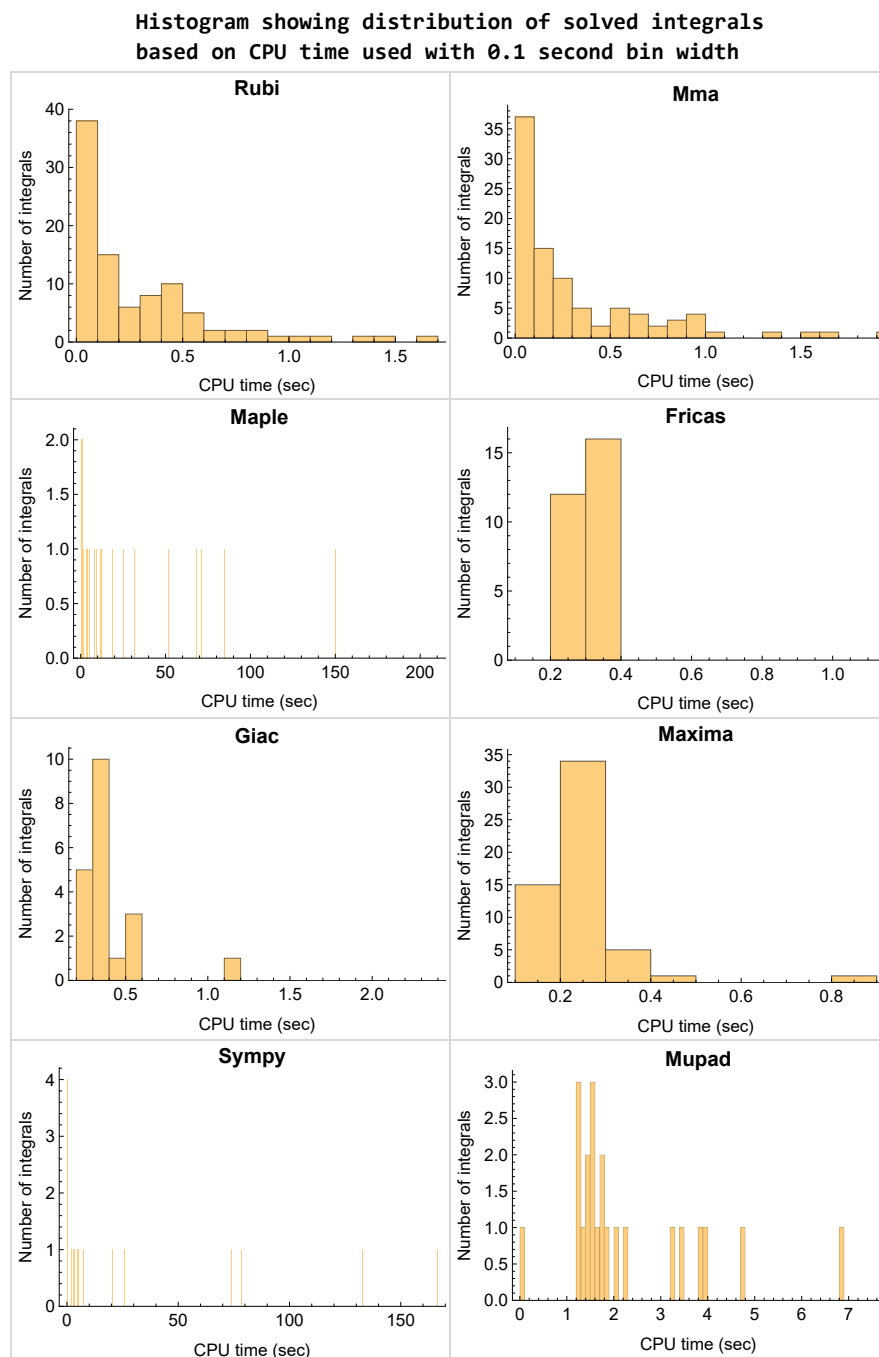 Histogram showing distribution of solved integrals
based on CPU time used with 0.1 second bin width
Rubi
Number of integrals
40
30
20
10
0
0.0 0.5 1.0 1.5
CPU time (sec)
Mma
Number of integrals
35
30
25
20
15
10
5
0
0.0 0.5 1.0 1.5
CPU time (sec)
Maple
Number of integrals
2.0
1.5
1.0
0.5
0.0
0 50 100 150 200
CPU time (sec)
Fricas
Number of integrals
15
10
5
0
0.2 0.4 0.6 0.8 1.0
CPU time (sec)
Giac
Number of integrals
10
8
6
4
2
0
0.5 1.0 1.5 2.0
CPU time (sec)
Maxima
Number of integrals
35
30
25
20
15
10
5
0
0.2 0.4 0.6 0.8
CPU time (sec)
Sympy
Number of integrals
4
3
2
1
0
0 50 100 150
CPU time (sec)
Mupad
Number of integrals
3.0
2.5
2.0
1.5
1.0
0.5
0.0
0 1 2 3 4 5 6 7
CPU time (sec)